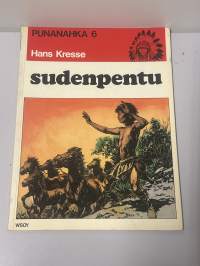 PUNANAHKA 6
Hans Kresse
sudenpentu
WSOY